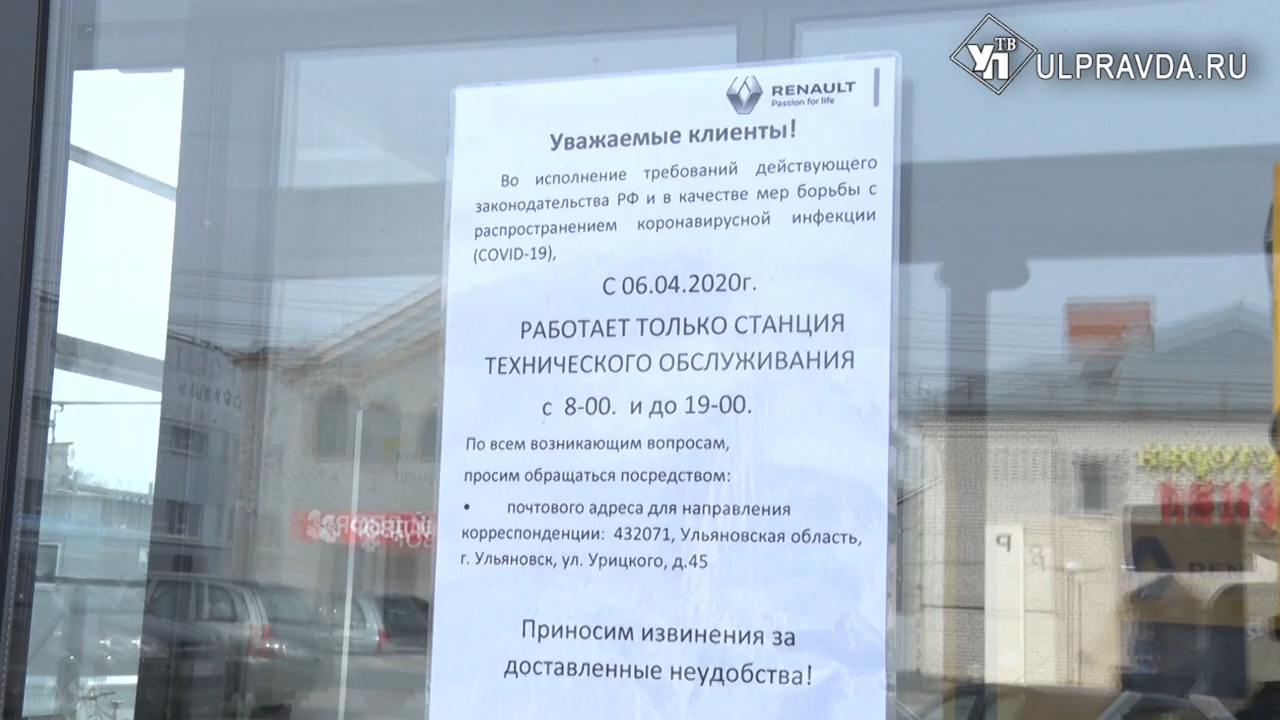 УП ТВ ULPRAVDA.RU
RENAULT
Passion for life
Уважаемые клиенты!
Во исполнение требований действующего
законодательства РФ и в качестве мер борьбы с
распространением коронавирусной инфекции
(COVID-19),
С 06.04.2020г.
РАБОТАЕТ ТОЛЬКО СТАНЦИЯ
ТЕХНИЧЕСКОГО ОБСЛУЖИВАНИЯ
с 8-00. и до 19-00.
По всем возникающим вопросам,
просим обращаться посредством:
• почтового адреса для направления
корреспонденции: 432071, Ульяновская область,
г. Ульяновск, ул. Урицкого, д.45
Приносим извинения за
доставленные неудобства!